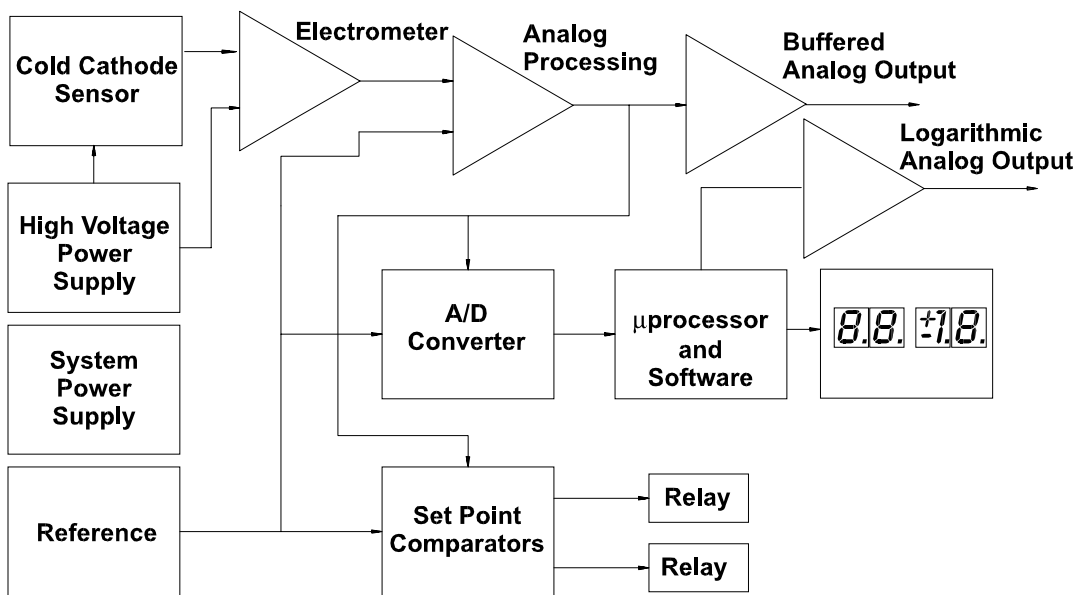 Cold Cathode
Sensor
Electrometer
Analog
Processing
Buffered
Analog Output
Logarithmic
Analog Output
High Voltage
Power
Supply
A/D
Converter
μprocessor
and
Software
8.8. ±1.8.
System
Power
Supply
Reference
Set Point
Comparators
Relay
Relay